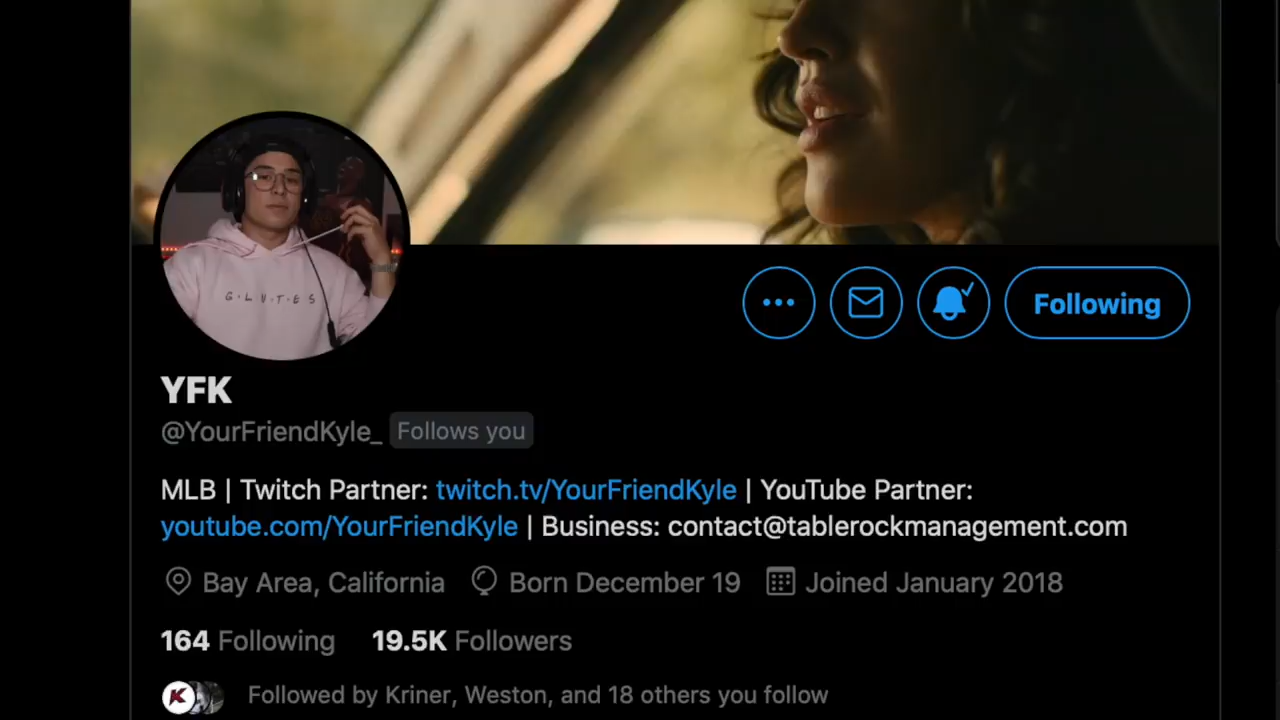 G·L·U·T·E·S
Following
YFK
@YourFriendKyle_ Follows you
MLB | Twitch Partner: twitch.tv/YourFriendKyle | YouTube Partner:
youtube.com/YourFriendKyle | Business: contact@tablerockmanagement.com
Bay Area, California Born December 19 Joined January 2018
164 Following 19.5K Followers
K Followed by Kriner, Weston, and 18 others you follow